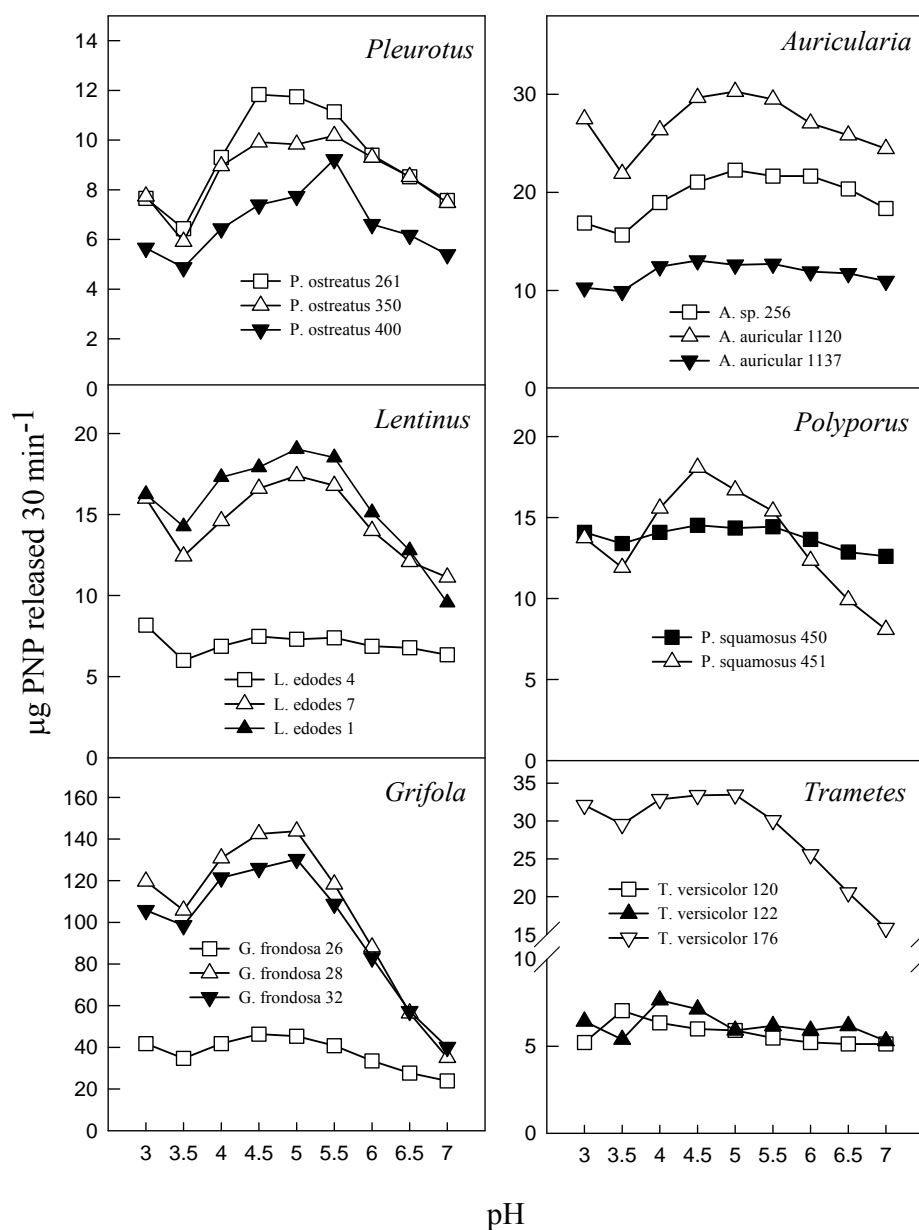 µg PNP released 30 min⁻¹
Pleurotus
14
12
10
8
6
4
2
0
P. ostreatus 261
P. ostreatus 350
P. ostreatus 400
Auricularia
30
20
10
0
A. sp. 256
A. auricular 1120
A. auricular 1137
Lentinus
20
15
10
5
0
L. edodes 4
L. edodes 7
L. edodes 1
Polyporus
20
15
10
5
0
P. squamosus 450
P. squamosus 451
Grifola
160
140
120
100
80
60
40
20
0
G. frondosa 26
G. frondosa 28
G. frondosa 32
3 3.5 4 4.5 5 5.5 6 6.5 7
Trametes
35
30
25
20
15
10
5
0
T. versicolor 120
T. versicolor 122
T. versicolor 176
3 3.5 4 4.5 5 5.5 6 6.5 7
pH